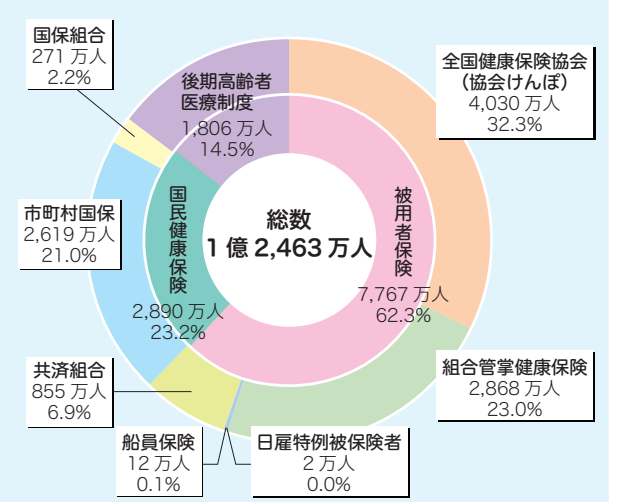 国保組合
271 万人
2.2%
後期高齢者
医療制度
1,806 万人
14.5%
全国健康保険協会
（協会けんぽ）
4,030 万人
32.3%
市町村国保
2,619 万人
21.0%
国民健康保険
2,890 万人
23.2%
総数
1 億 2,463 万人
被用者保険
7,767 万人
62.3%
共済組合
855 万人
6.9%
組合管掌健康保険
2,868 万人
23.0%
船員保険
12 万人
0.1%
日雇特例被保険者
2 万人
0.0%